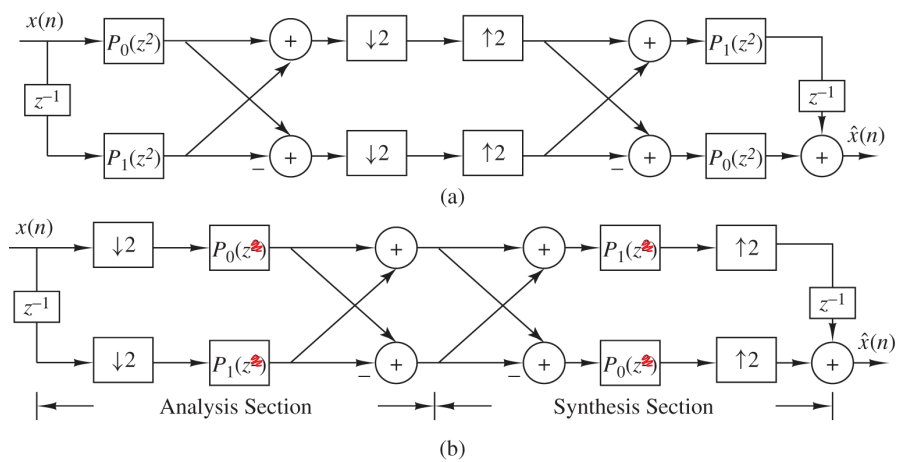 x(n) P₀(z²) + ↓2 ↑2 + P₁(z²)
z⁻¹ z⁻¹
P₁(z²) − + ↓2 ↑2 − + P₀(z²) + x̂(n)
(a)
x(n) ↓2 P₀(z) + + P₁(z) ↑2
z⁻¹ z⁻¹
↓2 P₁(z) − + − + P₀(z) ↑2 + x̂(n)
Analysis Section Synthesis Section
(b)